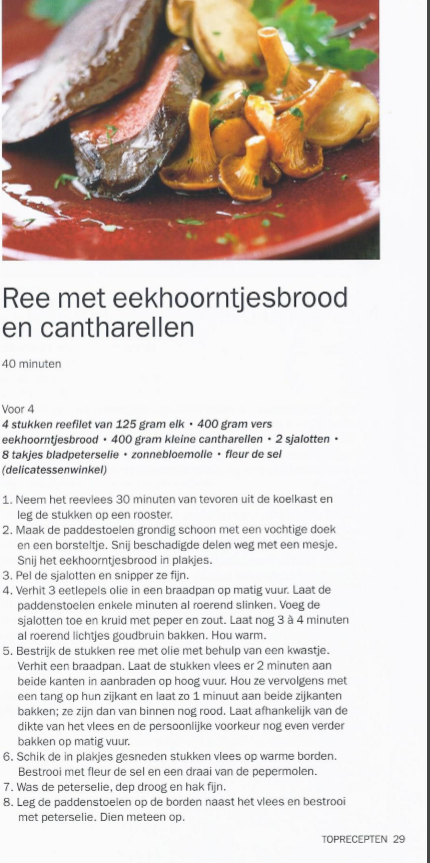 Ree met eekhoorntjesbrood
en cantharellen
40 minuten
Voor 4
4 stukken reefilet van 125 gram elk • 400 gram vers
eekhoorntjesbrood • 400 gram kleine cantharellen • 2 sjalotten •
8 takjes bladpeterselie • zonnebloemolie • fleur de sel
(delicatessenwinkel)
1. Neem het reevlees 30 minuten van tevoren uit de koelkast en
leg de stukken op een rooster.
2. Maak de paddestoelen grondig schoon met een vochtige doek
en een borsteltje. Snij beschadigde delen weg met een mesje.
Snij het eekhoorntjesbrood in plakjes.
3. Pel de sjalotten en snipper ze fijn.
4. Verhit 3 eetlepels olie in een braadpan op matig vuur. Laat de
paddenstoelen enkele minuten al roerend slinken. Voeg de
sjalotten toe en kruid met peper en zout. Laat nog 3 à 4 minuten
al roerend lichtjes goudbruin bakken. Hou warm.
5. Bestrijk de stukken ree met olie met behulp van een kwastje.
Verhit een braadpan. Laat de stukken vlees er 2 minuten aan
beide kanten in aanbraden op hoog vuur. Hou ze vervolgens met
een tang op hun zijkant en laat zo 1 minuut aan beide zijkanten
bakken; ze zijn dan van binnen nog rood. Laat afhankelijk van de
dikte van het vlees en de persoonlijke voorkeur nog even verder
bakken op matig vuur.
6. Schik de in plakjes gesneden stukken vlees op warme borden.
Bestrooi met fleur de sel en een draai van de pepermolen.
7. Was de peterselie, dep droog en hak fijn.
8. Leg de paddenstoelen op de borden naast het vlees en bestrooi
met peterselie. Dien meteen op.
TOPRECEPTEN 29